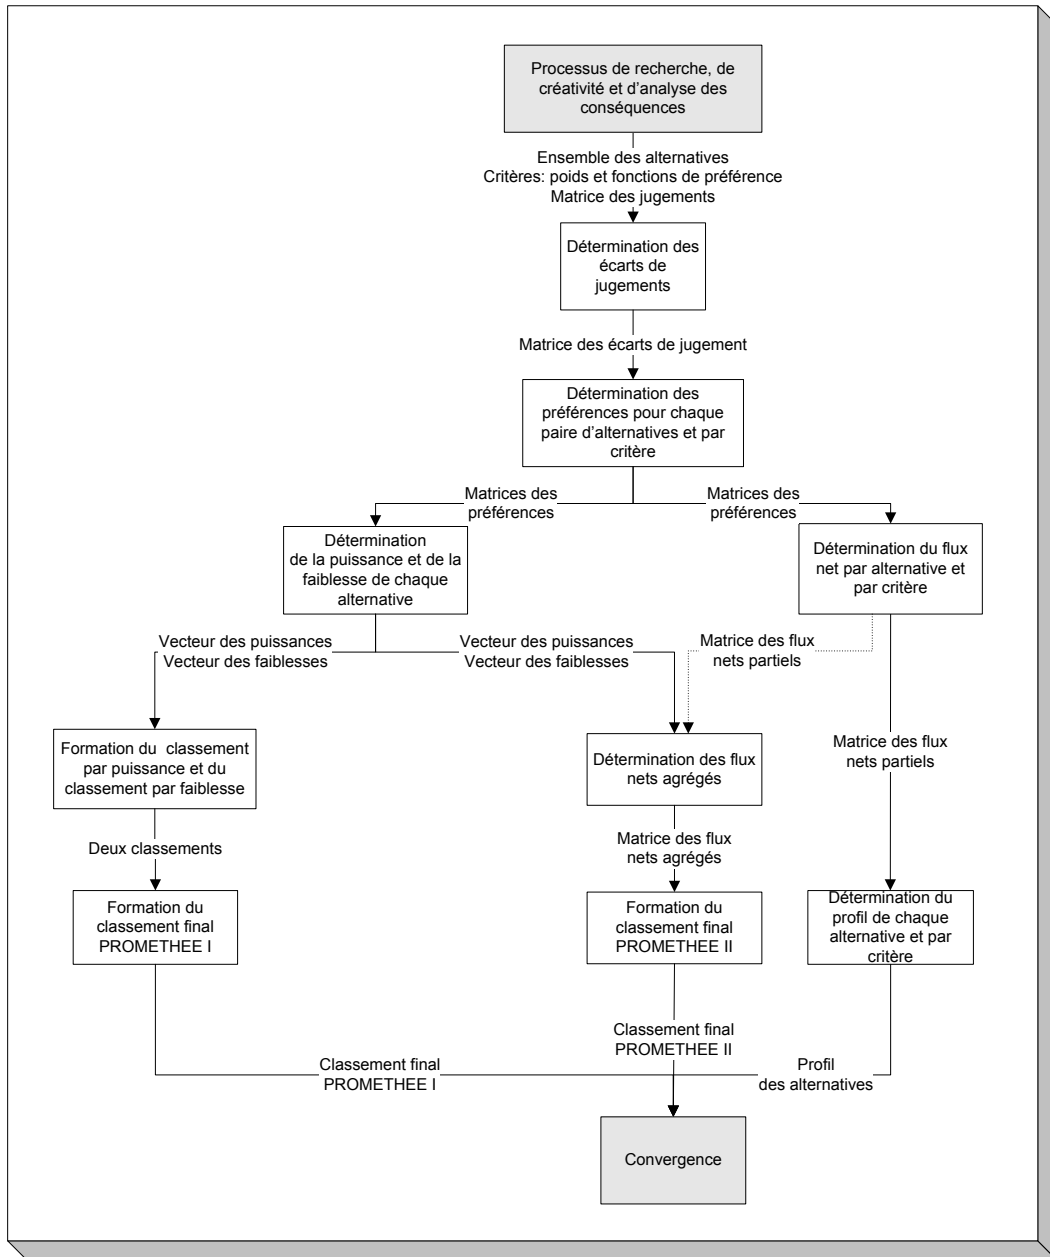 Processus de recherche, de
créativité et d'analyse des
conséquences
Ensemble des alternatives
Critères: poids et fonctions de préférence
Matrice des jugements
Détermination des
écarts de
jugements
Matrice des écarts de jugement
Détermination des
préférences pour chaque
paire d'alternatives et par
critère
Matrices des
préférences
Matrices des
préférences
Détermination
de la puissance et de la
faiblesse de chaque
alternative
Détermination du flux
net par alternative et
par critère
Vecteur des puissances
Vecteur des faiblesses
Vecteur des puissances
Vecteur des faiblesses
Matrice des flux
nets partiels
Formation du classement
par puissance et du
classement par faiblesse
Détermination des flux
nets agrégés
Matrice des flux
nets partiels
Deux classements
Matrice des flux
nets agrégés
Formation du
classement final
PROMETHEE I
Formation du
classement final
PROMETHEE II
Détermination du
profil de chaque
alternative et par
critère
Classement final
PROMETHEE II
Classement final
PROMETHEE I
Profil
des alternatives
Convergence